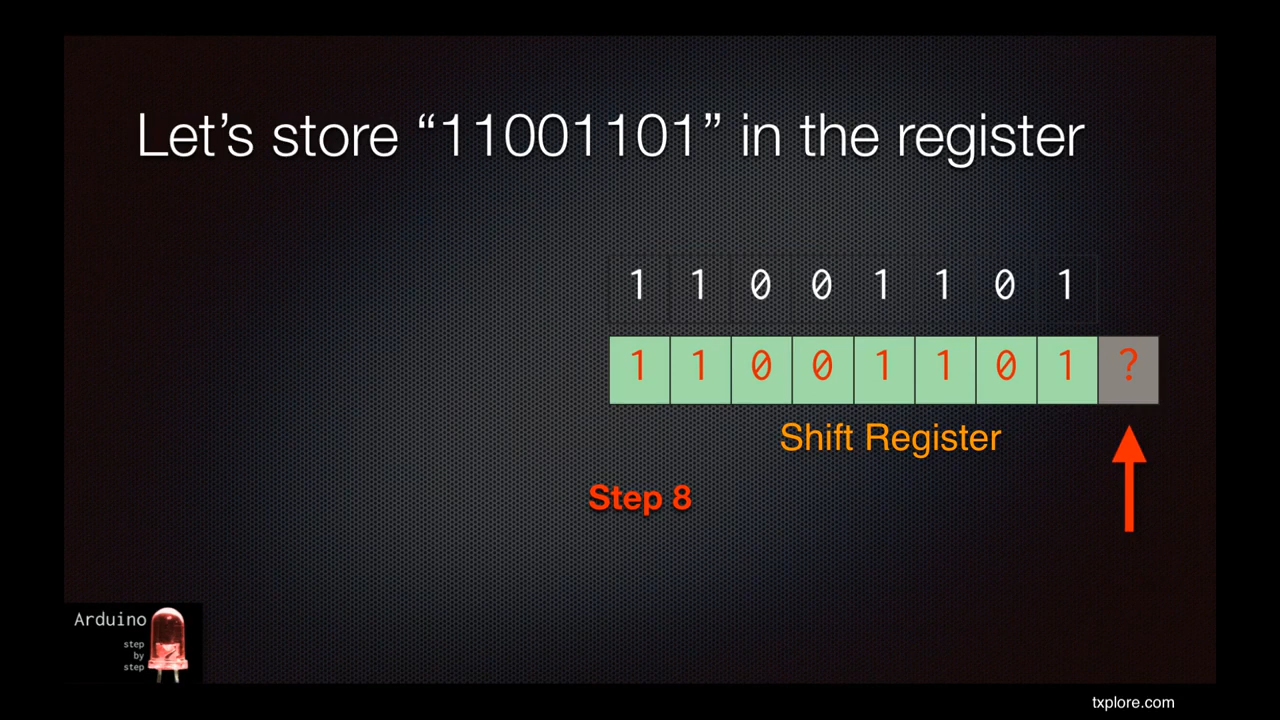 Let's store “11001101” in the register
1 1 0 0 1 1 0 1
1 1 0 0 1 1 0 1 ?
Shift Register
Step 8
Arduino
step
by
step
txplore.com